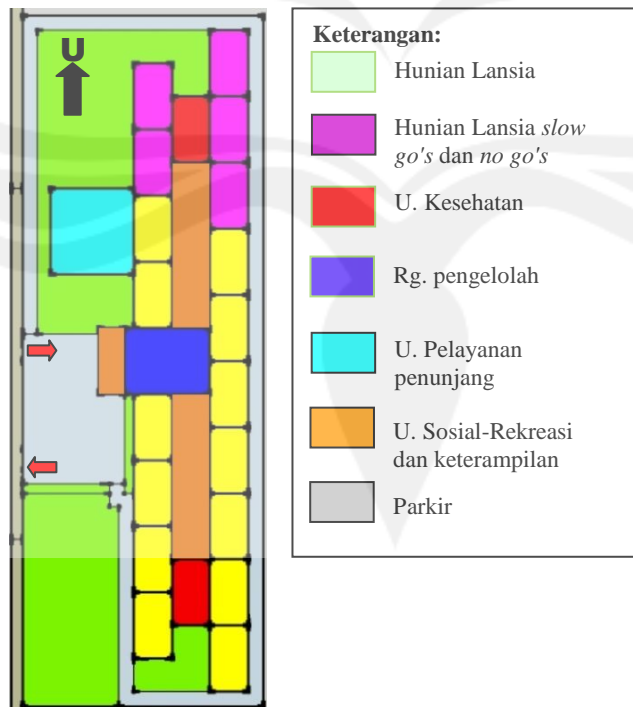 U
Keterangan:
Hunian Lansia
Hunian Lansia slow
go's dan no go's
U. Kesehatan
Rg. pengelolah
U. Pelayanan
penunjang
U. Sosial-Rekreasi
dan keterampilan
Parkir